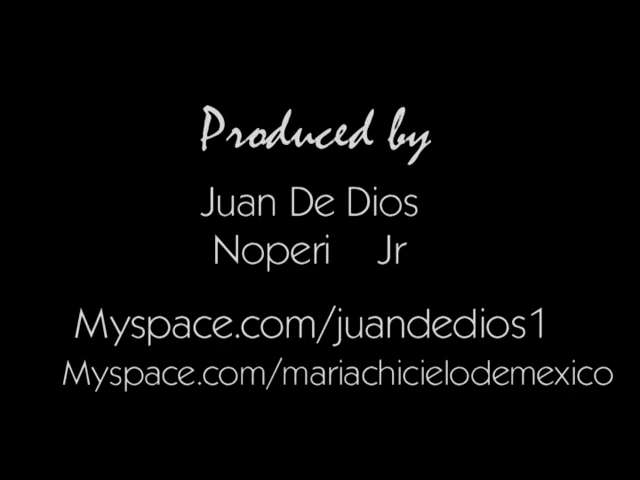 Produced by
Juan De Dios
Noperi Jr
Myspace.com/juandedios1
Myspace.com/mariachicielodemexico